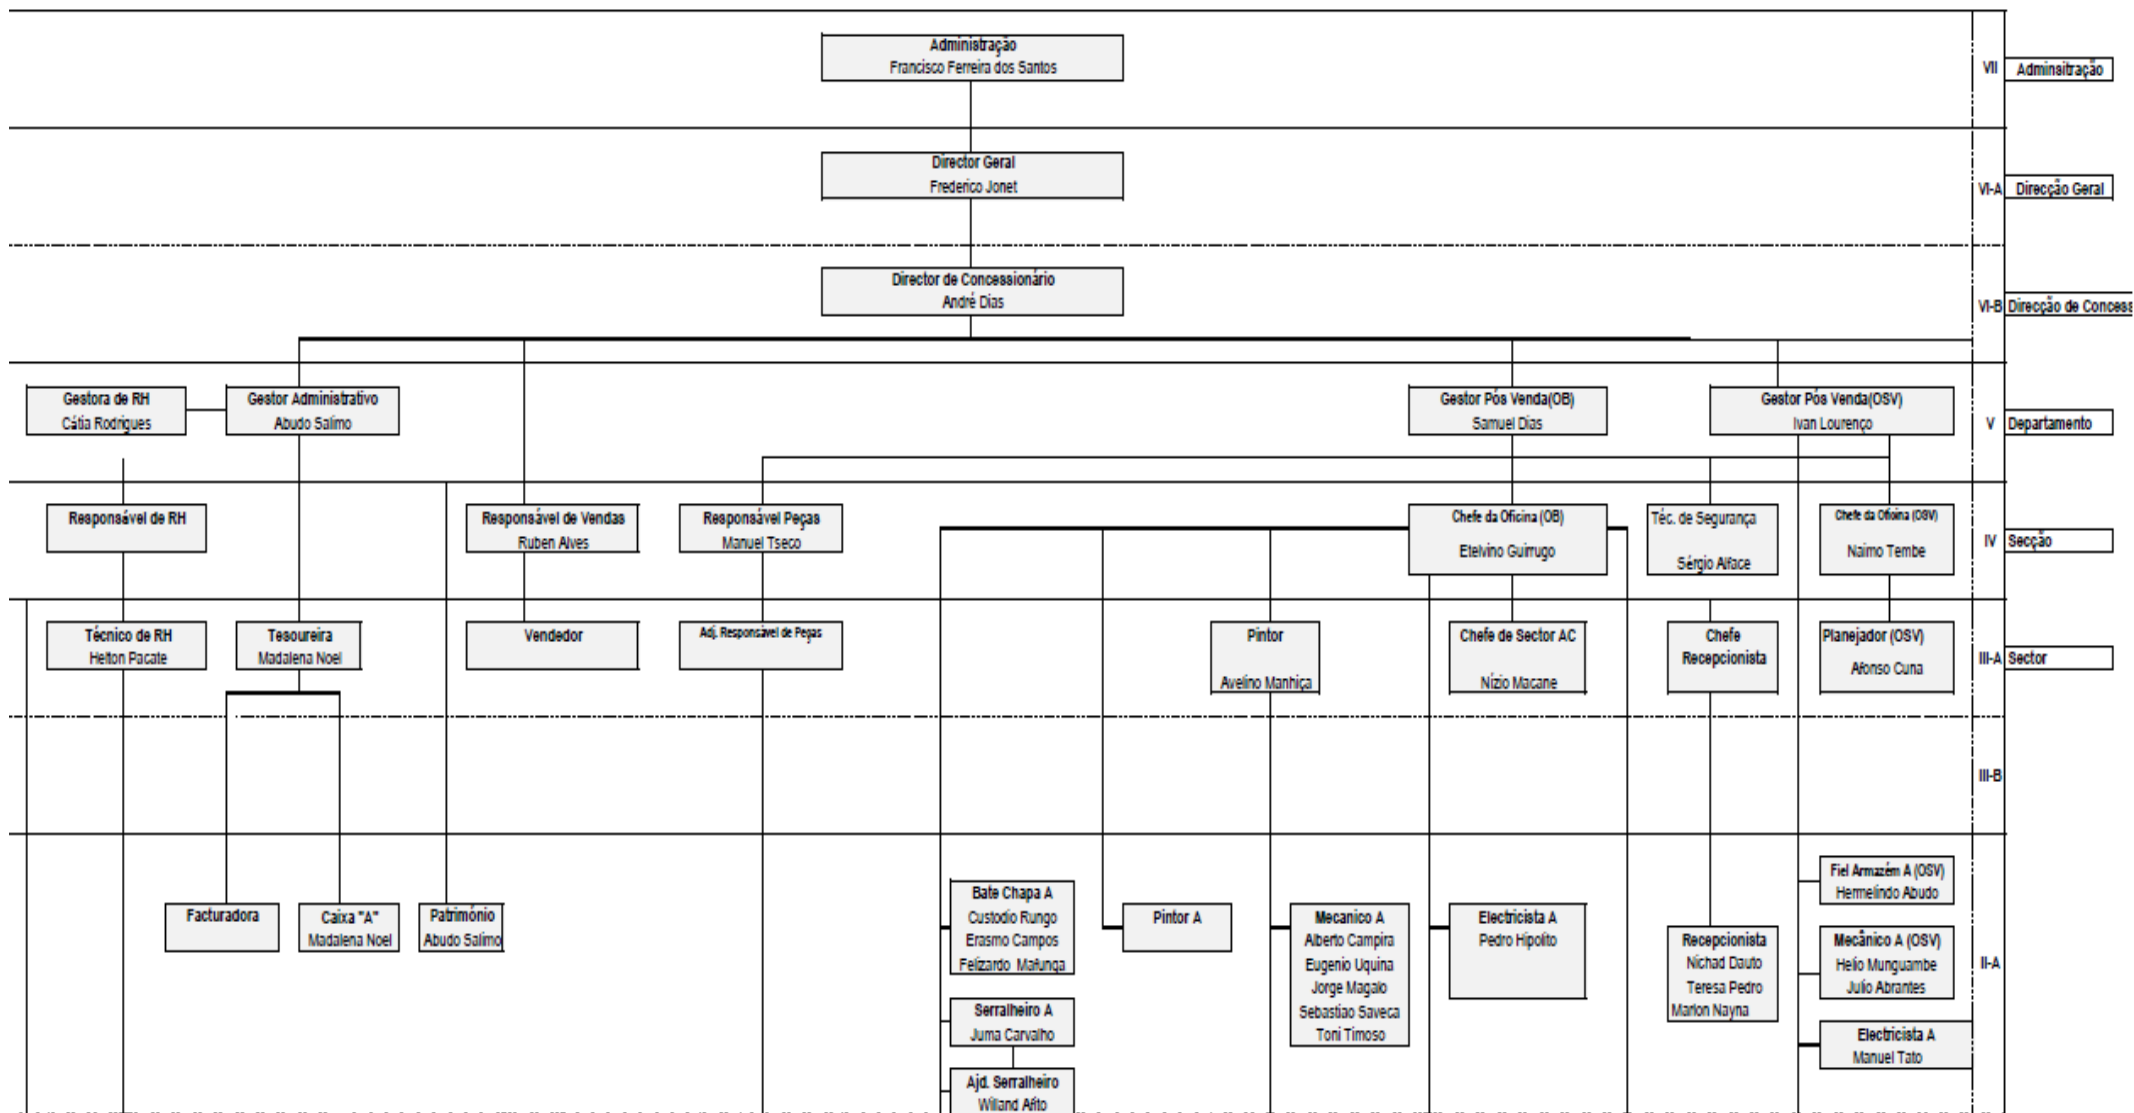 Administração
Francisco Ferreira dos Santos
VII
Adminsitração
Director Geral
Frederico Jonet
VI-A
Direcção Geral
Director de Concessionário
André Dias
VI-B
Direcção de Concess
Gestora de RH
Cátia Rodrigues
Gestor Administrativo
Abudo Salimo
Gestor Pós Venda(OB)
Samuel Dias
Gestor Pós Venda(OSV)
Ivan Lourenço
V
Departamento
Responsável de RH
Responsável de Vendas
Ruben Alves
Responsável Peças
Manuel Tseco
Chefe da Oficina (OB)
Etelvino Guirrugo
Téc. de Segurança
Sérgio Alface
Chefe da Oficina (OSV)
Naimo Tembe
IV
Secção
Técnico de RH
Helton Pacate
Tesoureira
Madalena Noel
Vendedor
Adj. Responsável de Peças
Pintor
Avelino Manhiça
Chefe de Sector AC
Nízio Macane
Chefe
Recepcionista
Planejador (OSV)
Afonso Cuna
III-A
Sector
III-B
Facturadora
Caixa "A"
Madalena Noel
Património
Abudo Salimo
Bate Chapa A
Custodio Rungo
Erasmo Campos
Felizardo Mafunga
Serralheiro A
Juma Carvalho
Ajd. Serralheiro
Williand Arito
Pintor A
Mecanico A
Alberto Campira
Eugenio Uquina
Jorge Magalo
Sebastiao Saveca
Toni Timoso
Electricista A
Pedro Hipolito
Recepcionista
Nichad Dauto
Teresa Pedro
Marlon Nayna
Fiel Armazém A (OSV)
Hermelindo Abudo
Mecânico A (OSV)
Helio Munguambe
Julio Abrantes
Electricista A
Manuel Tato
II-A